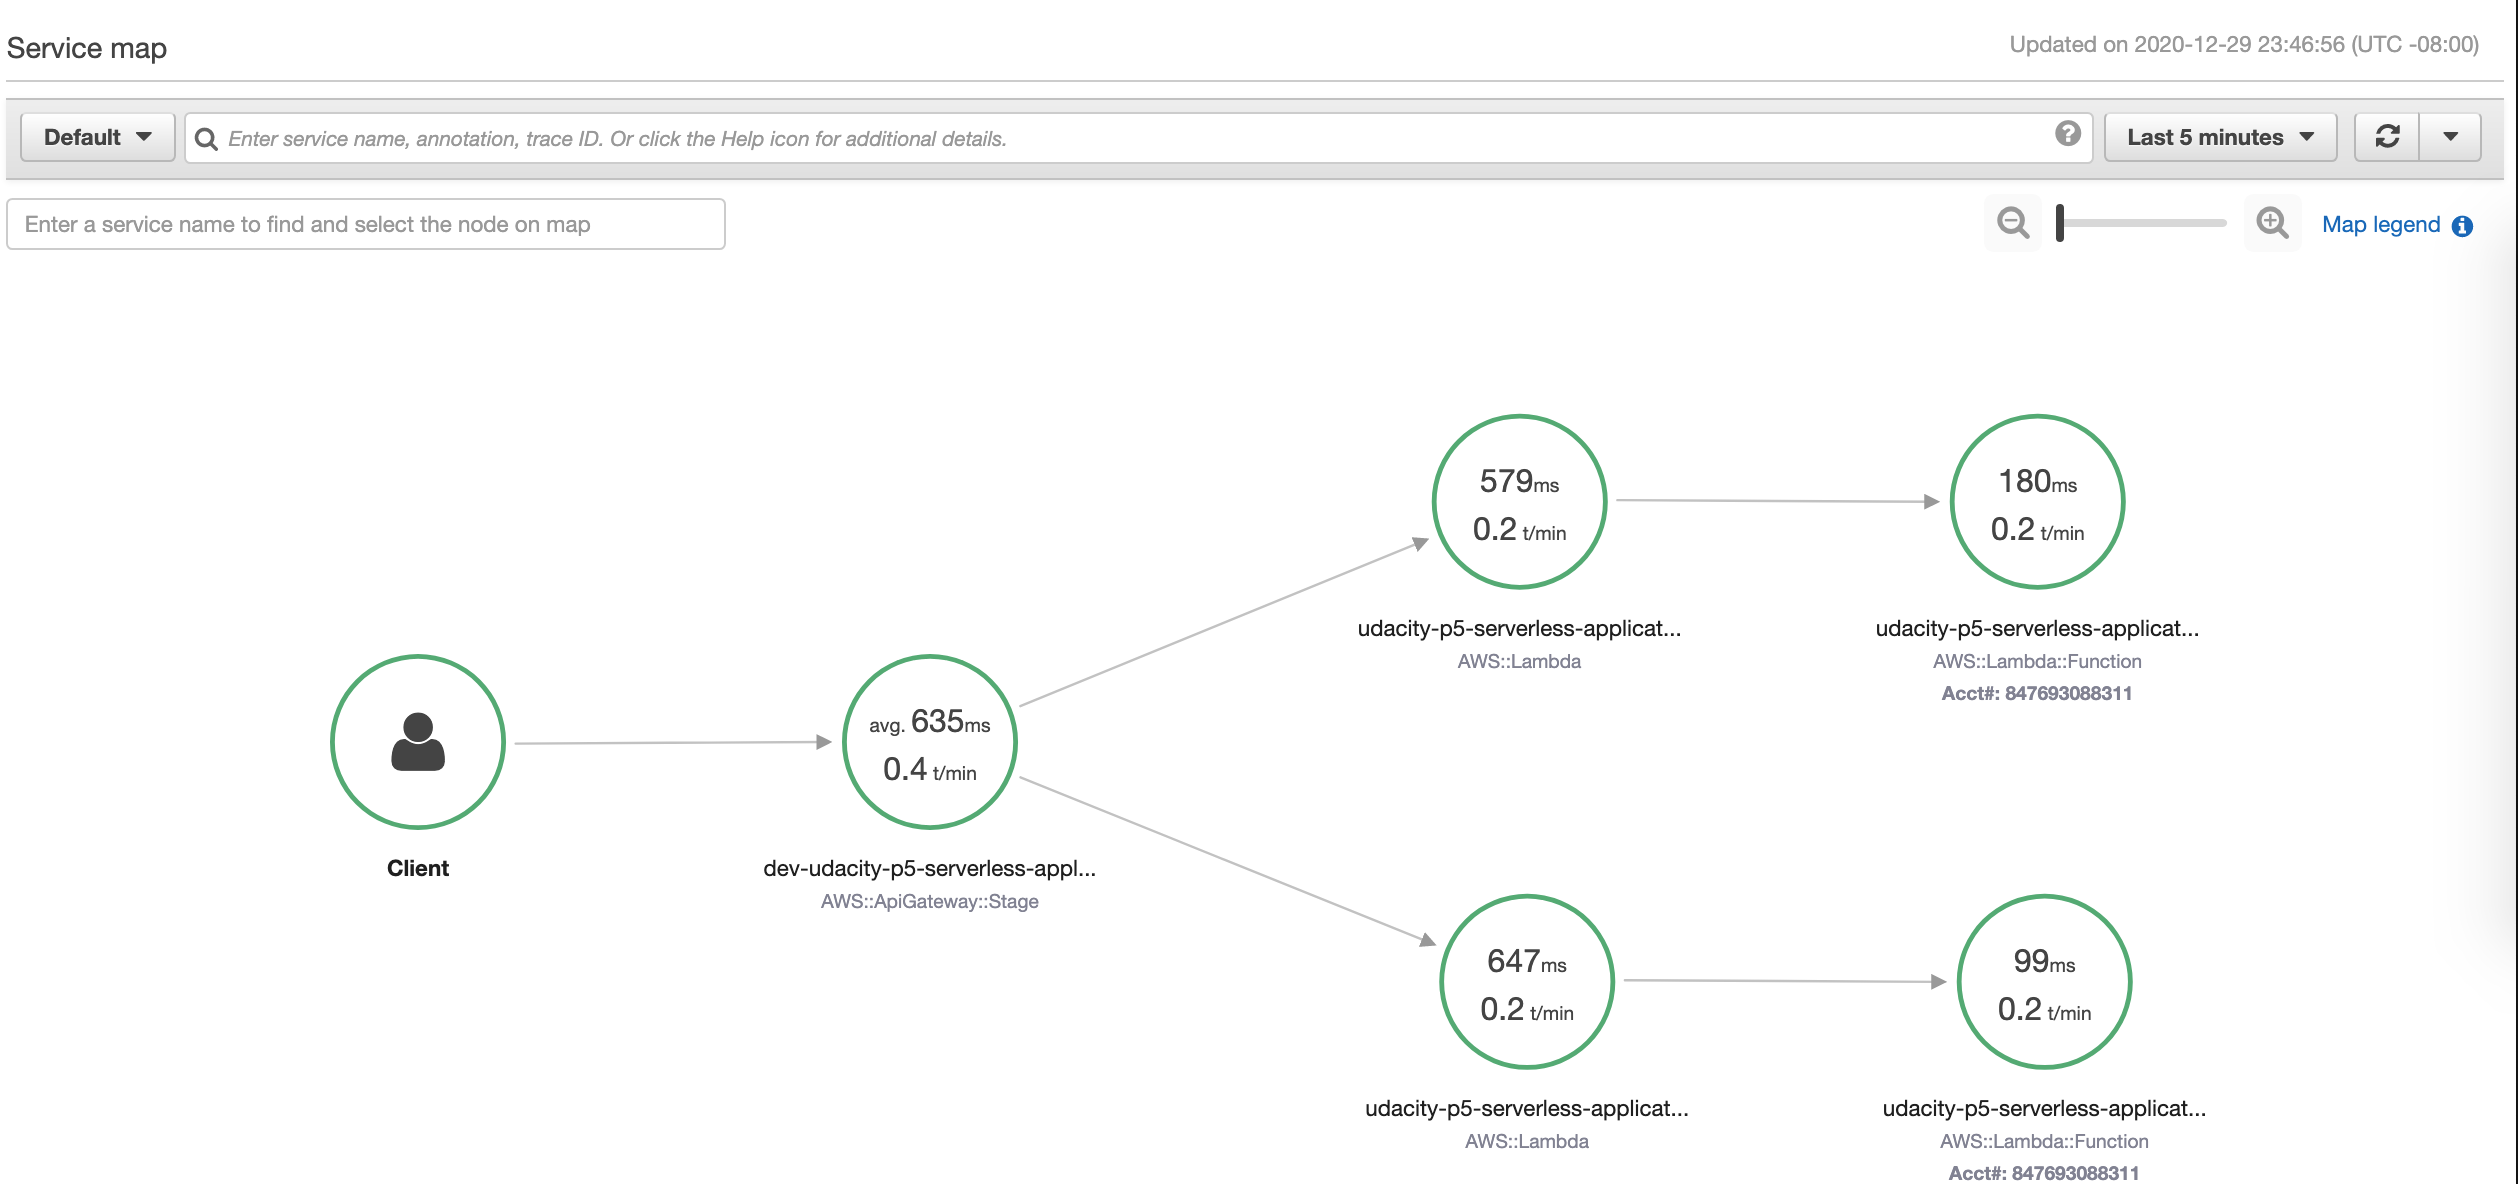 Service map
Updated on 2020-12-29 23:46:56 (UTC -08:00)
Default
Enter service name, annotation, trace ID. Or click the Help icon for additional details.
Last 5 minutes
Enter a service name to find and select the node on map
Map legend
579ms
0.2 t/min
udacity-p5-serverless-applicat...
AWS::Lambda
180ms
0.2 t/min
udacity-p5-serverless-applicat...
AWS::Lambda::Function
Acct#: 847693088311
Client
avg. 635ms
0.4 t/min
dev-udacity-p5-serverless-appl...
AWS::ApiGateway::Stage
647ms
0.2 t/min
udacity-p5-serverless-applicat...
AWS::Lambda
99ms
0.2 t/min
udacity-p5-serverless-applicat...
AWS::Lambda::Function
Acct#: 847693088311